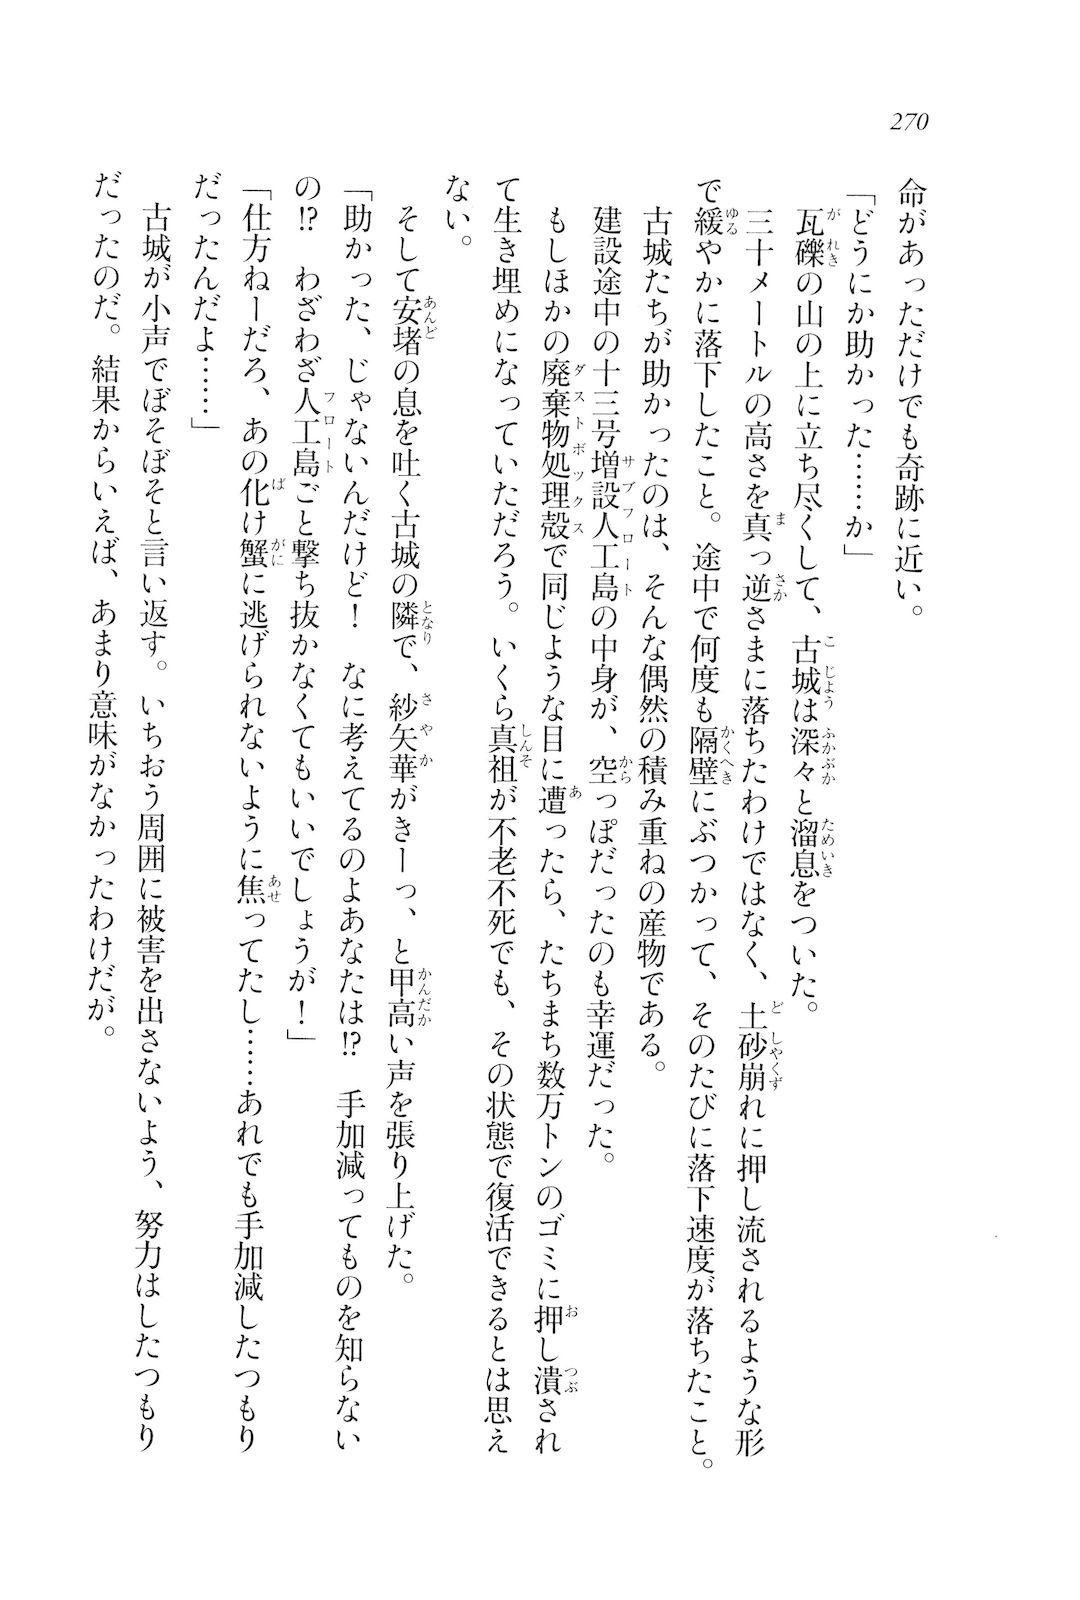 270
命があっただけでも奇跡に近い。
「どうにか助かった……か」
瓦礫の山の上に立ち尽くして、古城は深々と溜息をついた。
三十メートルの高さを真っ逆さまに落ちたわけではなく、土砂崩れに押し流されるような形
で緩やかに落下したこと。途中で何度も隔壁にぶつかって、そのたびに落下速度が落ちたこと。
古城たちが助かったのは、そんな偶然の積み重ねの産物である。
建設途中の十三号増設人工島の中身が、空っぽだったのも幸運だった。
もしほかの廃棄物処理殻で同じような目に遭ったら、たちまち数万トンのゴミに押し潰され
て生き埋めになっていただろう。いくら真祖が不老不死でも、その状態で復活できるとは思え
ない。
そして安堵の息を吐く古城の隣で、紗矢華がきーっ、と甲高い声を張り上げた。
「助かった、じゃないんだけど！　なに考えてるのよあなたは!?　手加減ってものを知らない
の!?　わざわざ人工島ごと撃ち抜かなくてもいいでしょうが！」
「仕方ねーだろ、あの化け蟹に逃げられないように焦ってたし……あれでも手加減したつもり
だったんだよ……」
古城が小声でぼそぼそと言い返す。いちおう周囲に被害を出さないよう、努力はしたつもり
だったのだ。結果からいえば、あまり意味がなかったわけだが。